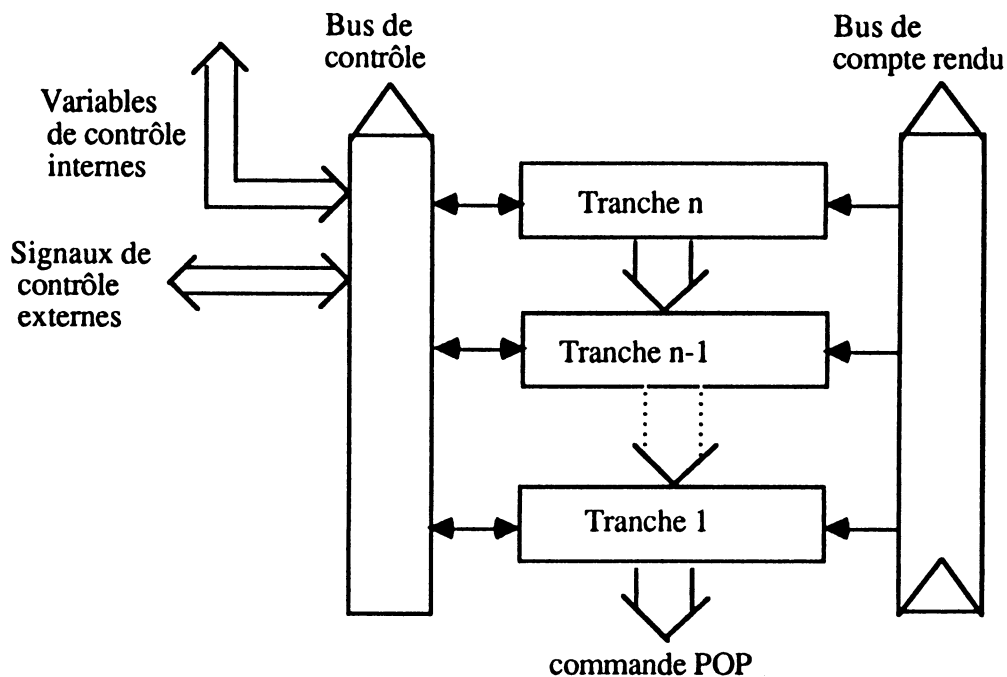 Bus de
contrôle
Bus de
compte rendu
Variables
de contrôle
internes
Signaux de
contrôle
externes
Tranche n
Tranche n-1
Tranche 1
commande POP